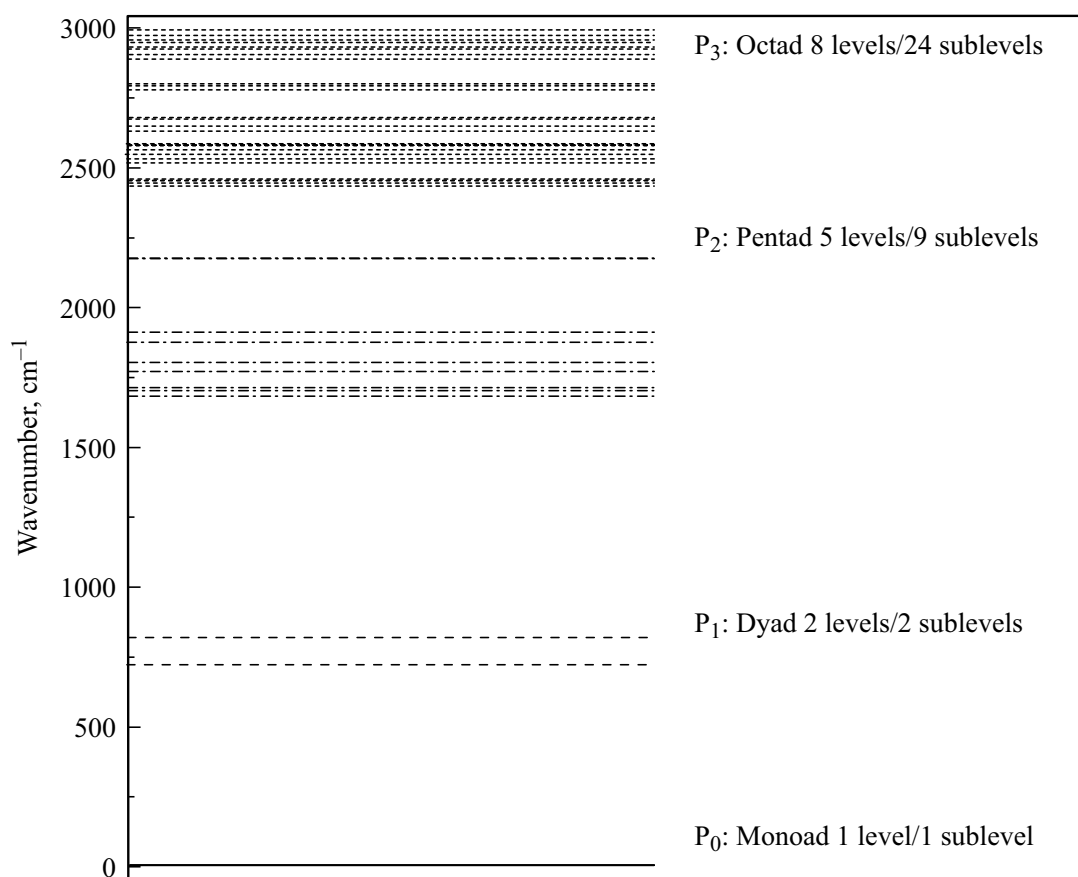 3000
P₃: Octad 8 levels/24 sublevels
2500
P₂: Pentad 5 levels/9 sublevels
2000
Wavenumber, cm⁻¹
1500
1000
P₁: Dyad 2 levels/2 sublevels
500
P₀: Monoad 1 level/1 sublevel
0